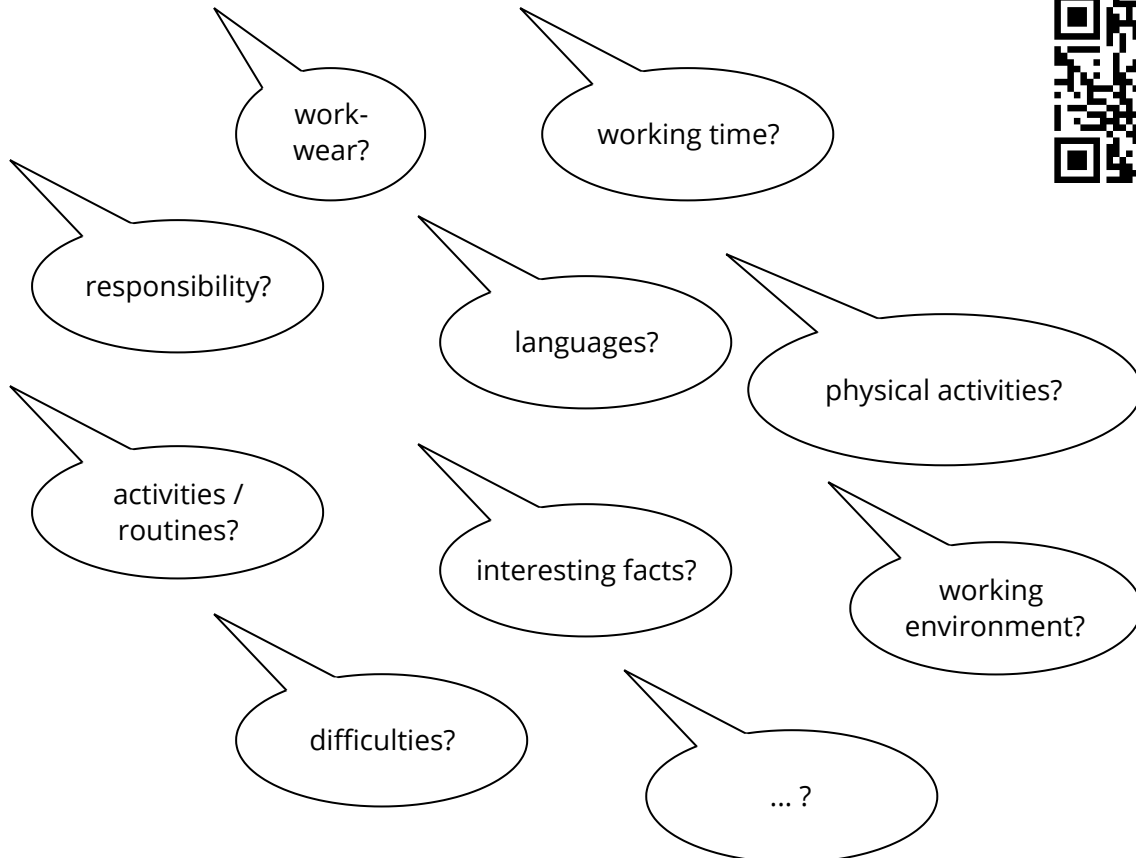 work-
wear?
working time?
responsibility?
languages?
physical activities?
activities /
routines?
interesting facts?
working
environment?
difficulties?
... ?